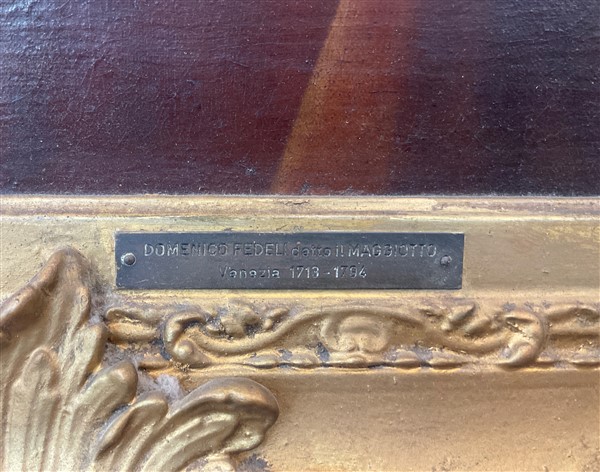 DOMENICO FEDELI detto IL MAGGIOTTO
Venezia 1713 - 1794